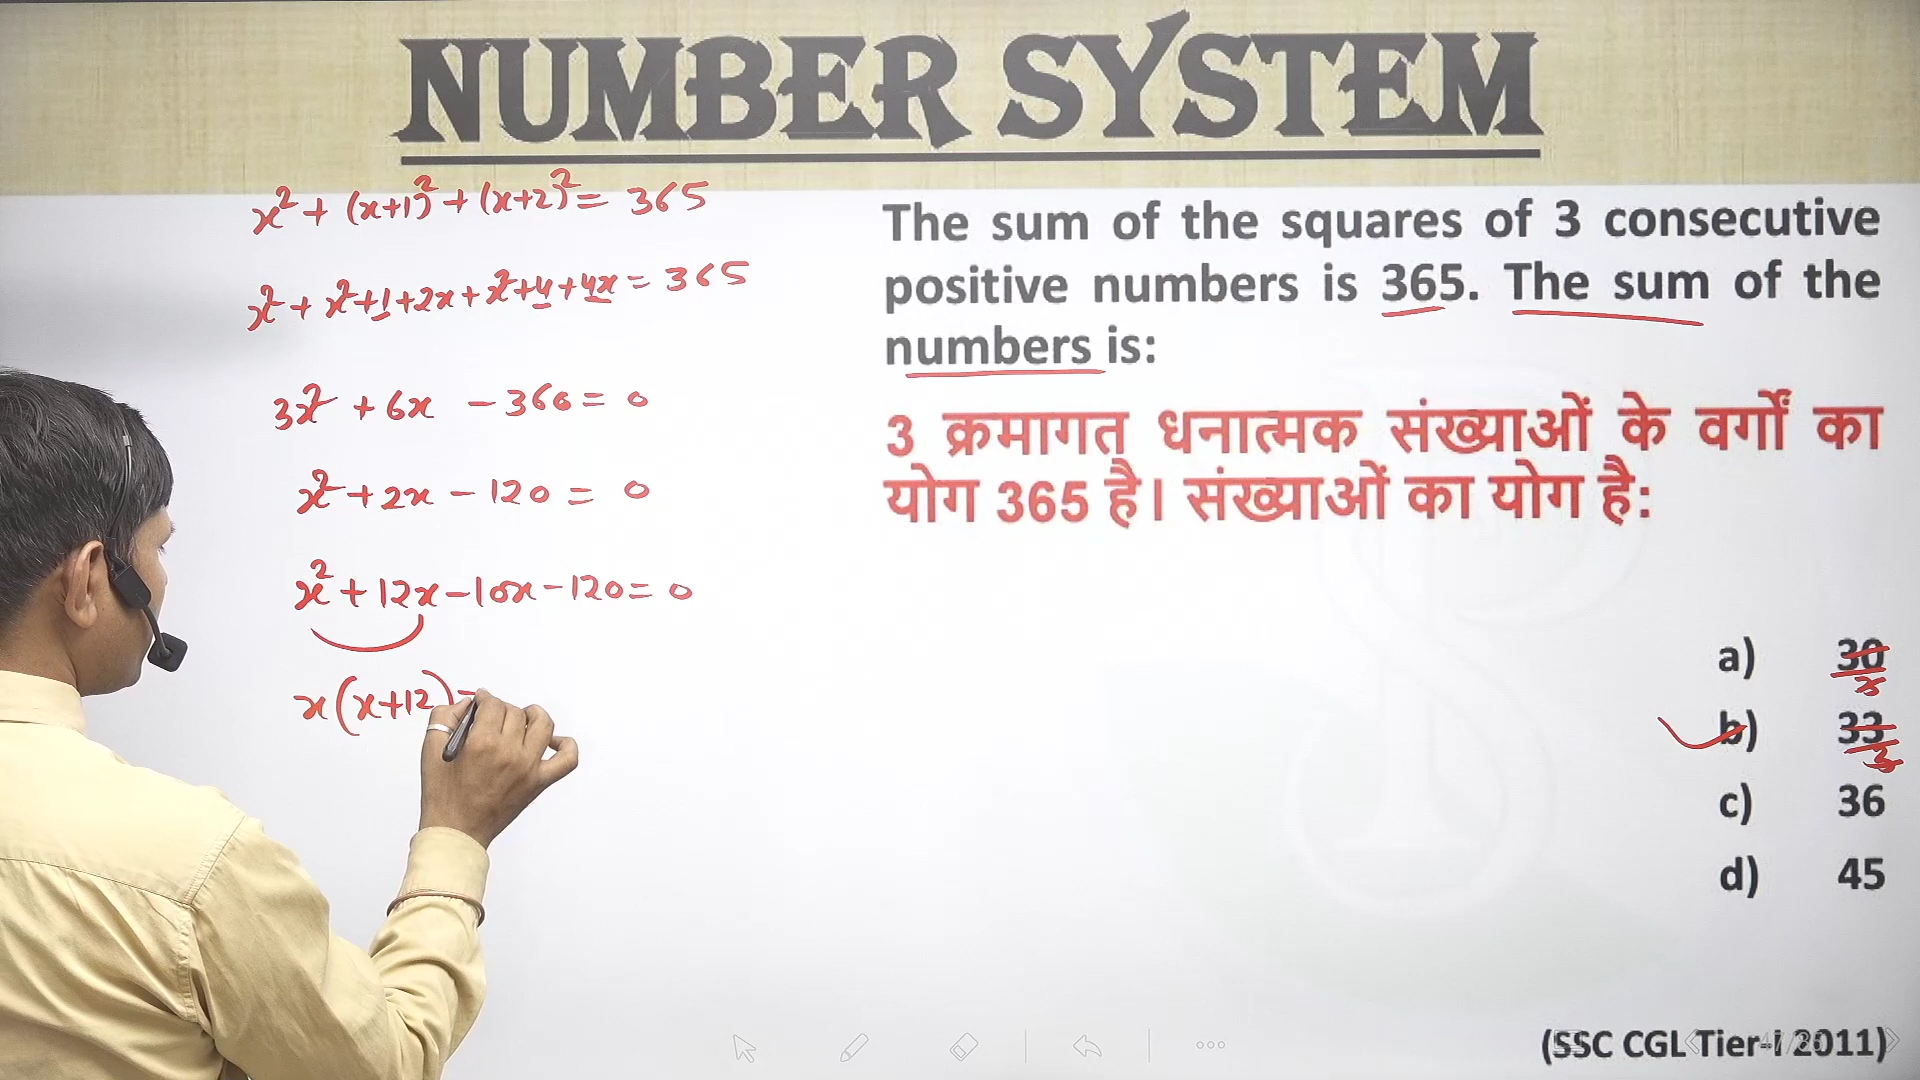 NUMBER SYSTEM
x² + (x+1)² + (x+2)² = 365
x² + x² + 1 + 2x + x² + 4 + 4x = 365
3x² + 6x - 360 = 0
x² + 2x - 120 = 0
x² + 12x - 10x - 120 = 0
x(x+12) -
The sum of the squares of 3 consecutive
positive numbers is 365. The sum of the
numbers is:
3 क्रमागत धनात्मक संख्याओं के वर्गों का
योग 365 है। संख्याओं का योग है:
a) 30
b) 33
c) 36
d) 45
(SSC CGL Tier-I 2011)